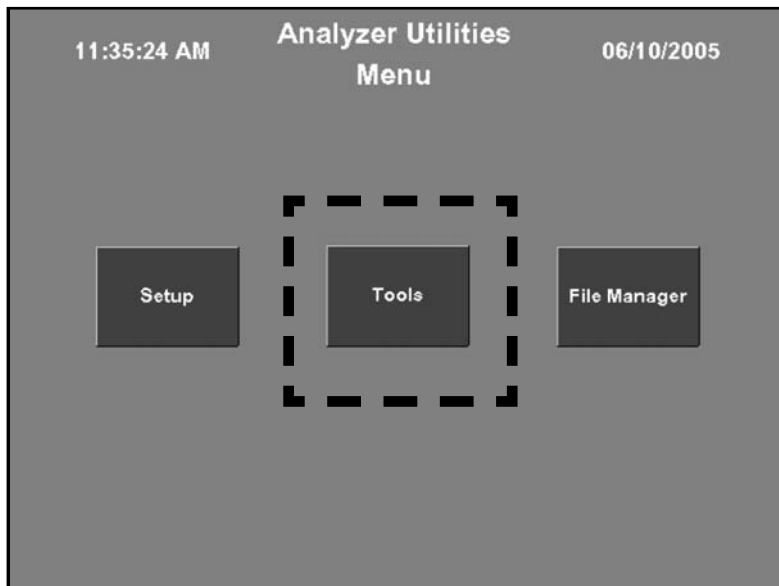 11:35:24 AM
Analyzer Utilities
Menu
06/10/2005
Setup
Tools
File Manager